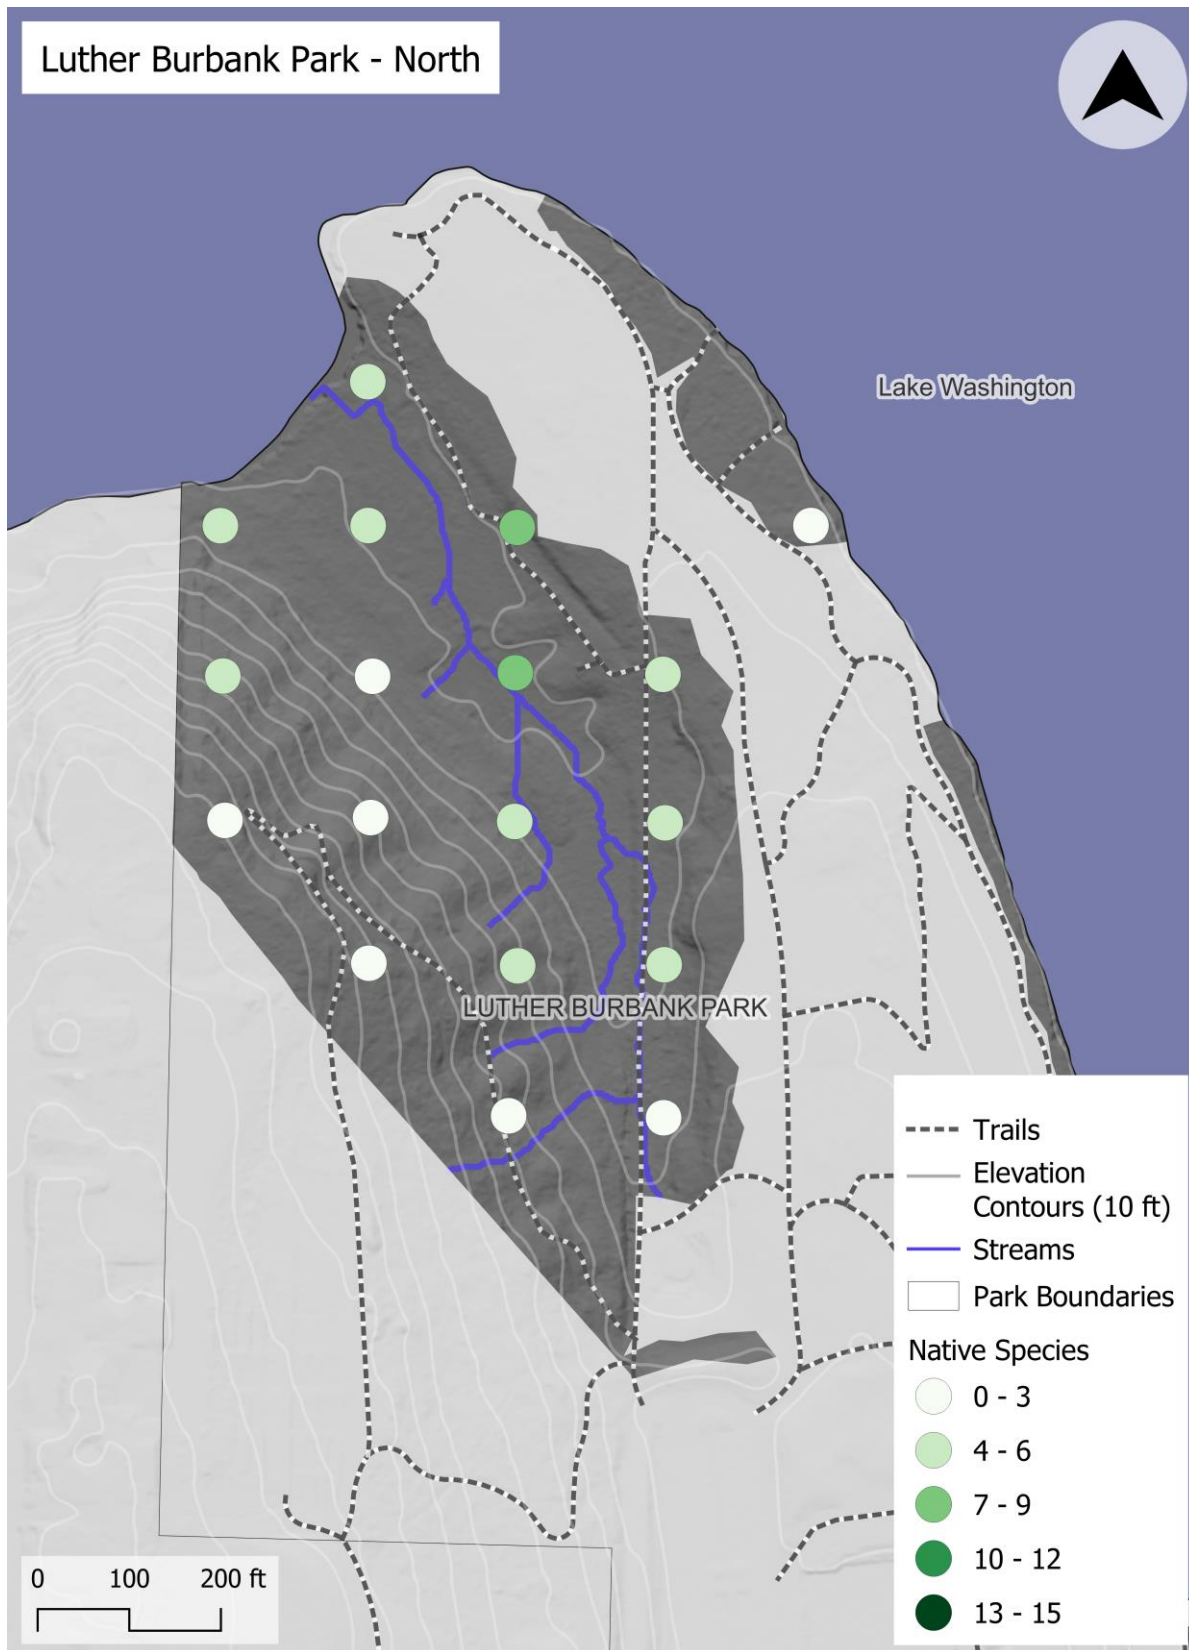 Luther Burbank Park - North
Lake Washington
LUTHER BURBANK PARK
Trails
Elevation
Contours (10 ft)
Streams
Park Boundaries
Native Species
0 - 3
4 - 6
7 - 9
10 - 12
13 - 15
0 100 200 ft